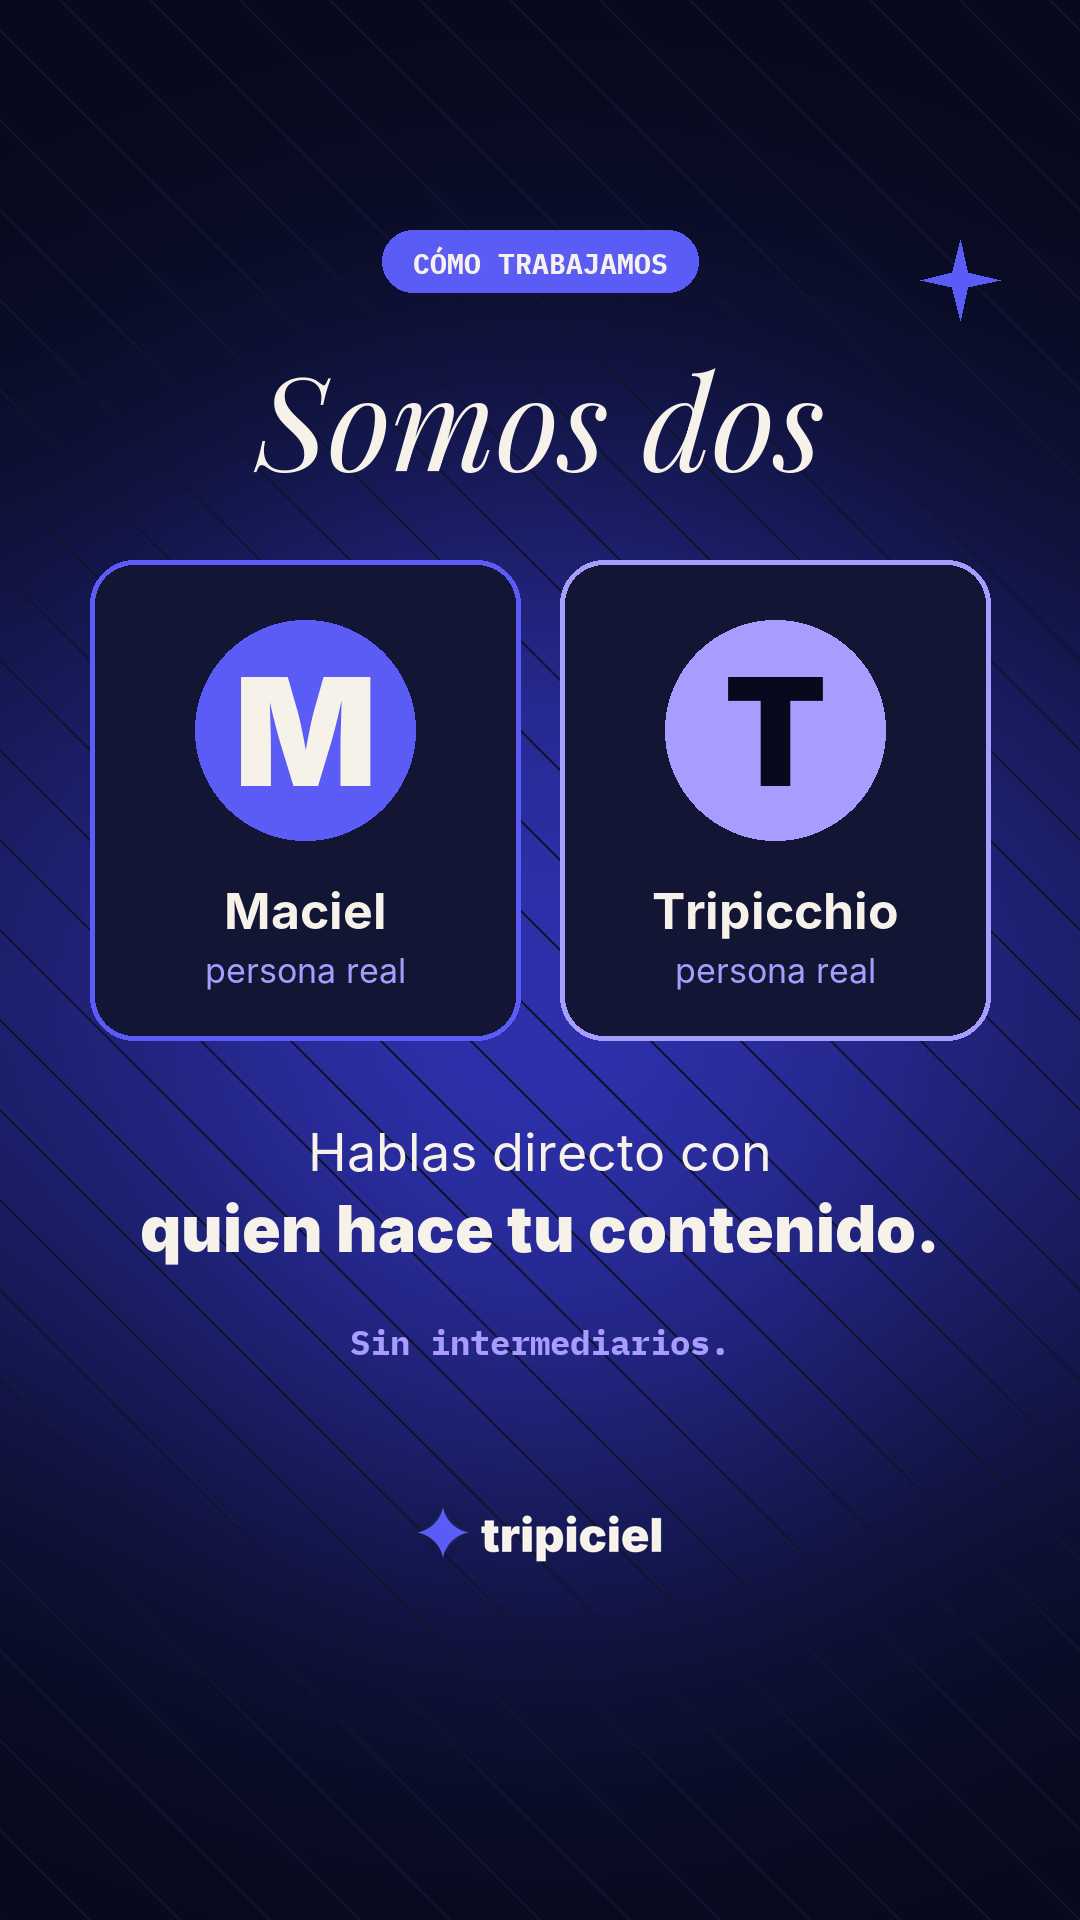 CÓMO TRABAJAMOS
Somos dos
M
Maciel
persona real
T
Tripicchio
persona real
Hablas directo con
quien hace tu contenido.
Sin intermediarios.
tripiciel